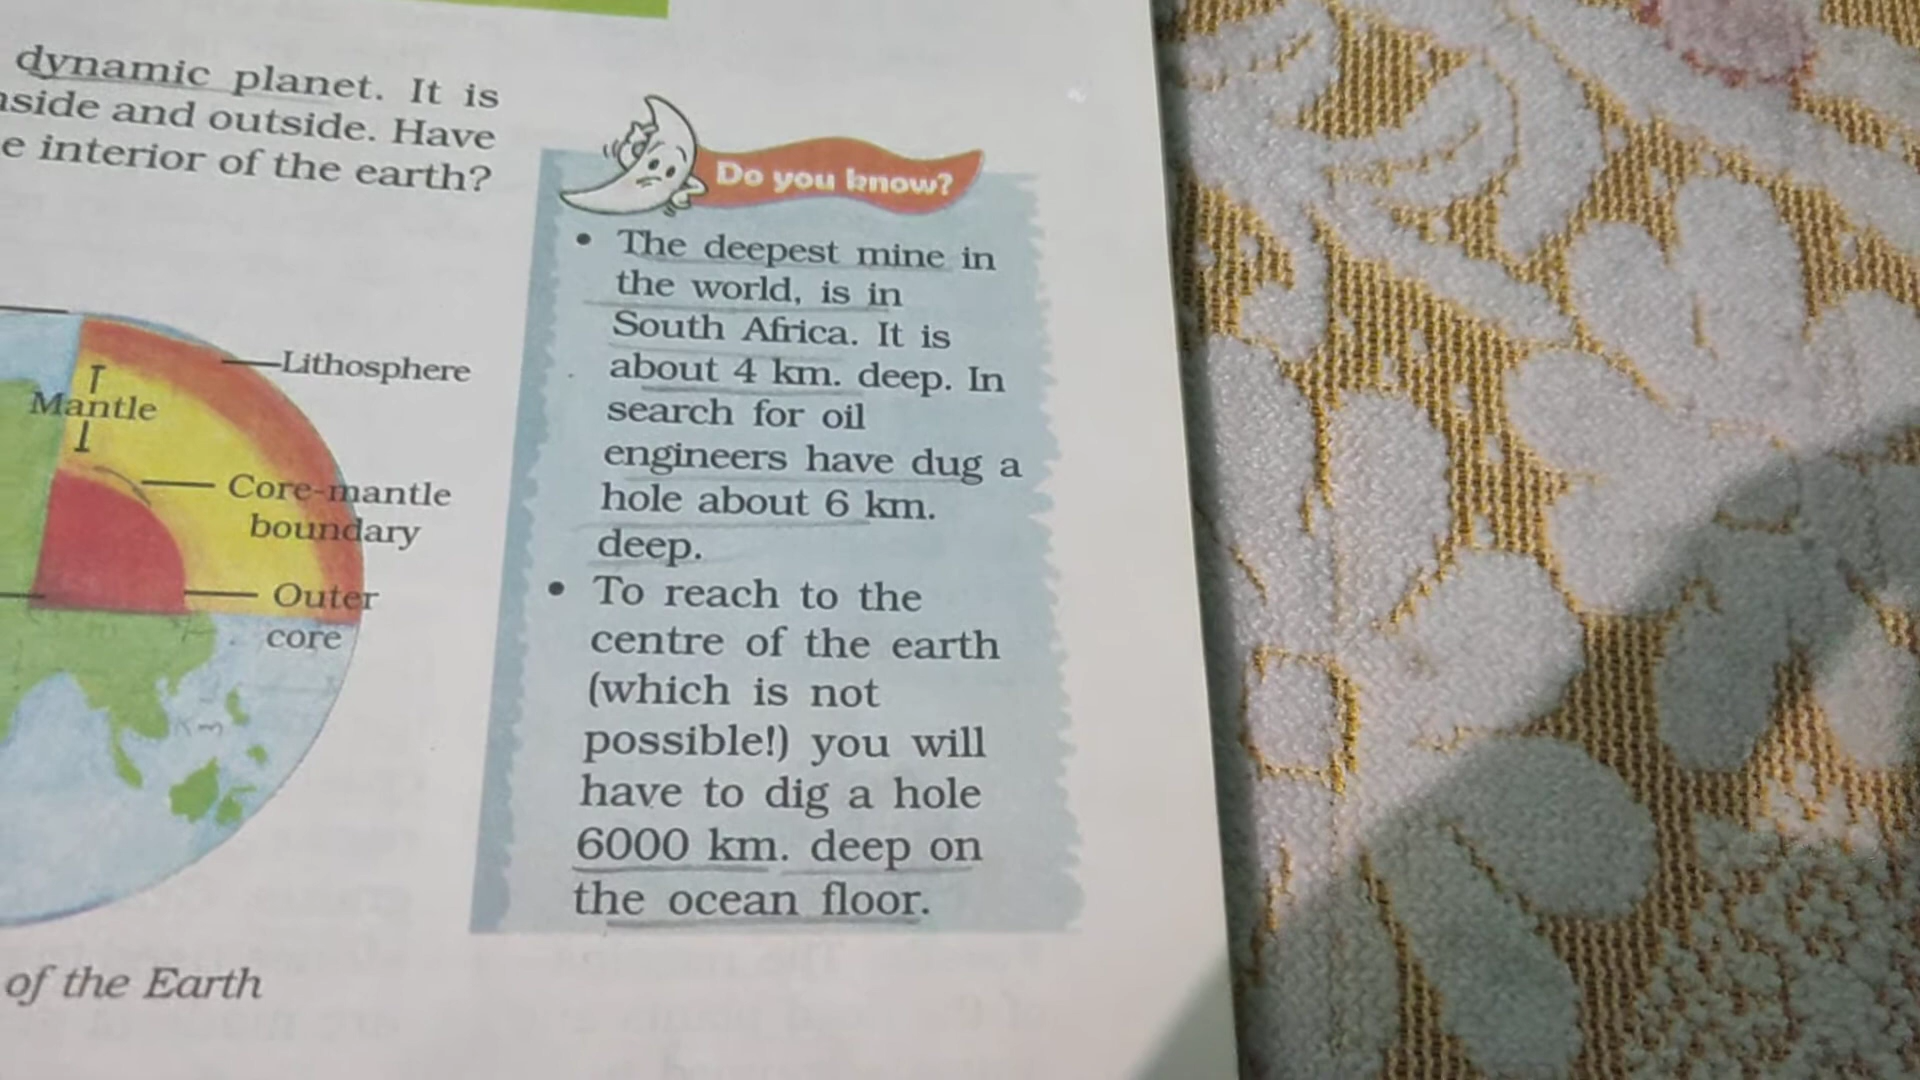 dynamic planet. It is
and outside. Have
interior of the earth?
Lithosphere
Mantle
Core-mantle
boundary
Outer
core
of the Earth
Do you know?
• The deepest mine in
the world, is in
South Africa. It is
about 4 km. deep. In
search for oil
engineers have dug a
hole about 6 km.
deep.
• To reach to the
centre of the earth
(which is not
possible!) you will
have to dig a hole
6000 km. deep on
the ocean floor.